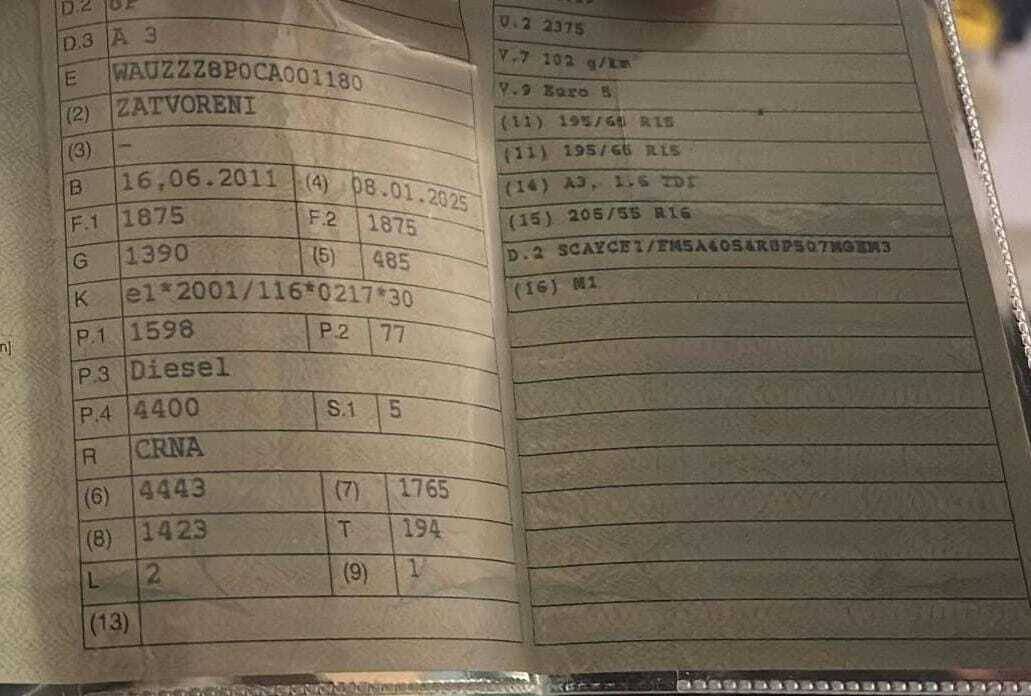 D.2 8P
D.3 A 3
E WAUZZZ8P0CA001180
(2) ZATVORENI
(3) -
B 16,06.2011 (4) 08.01.2025
F.1 1875 F.2 1875
G 1390 (5) 485
K e1*2001/116*0217*30
P.1 1598 P.2 77
P.3 Diesel
P.4 4400 S.1 5
R CRNA
(6) 4443 (7) 1765
(8) 1423 T 194
L 2 (9) 1
(13)
n]
U.2 2375
V.7 102 g/km
V.9 Euro 5
(11) 195/65 R15
(11) 195/65 R15
(14) A3, 1.6 TDI
(15) 205/55 R16
D.2
(16) M1